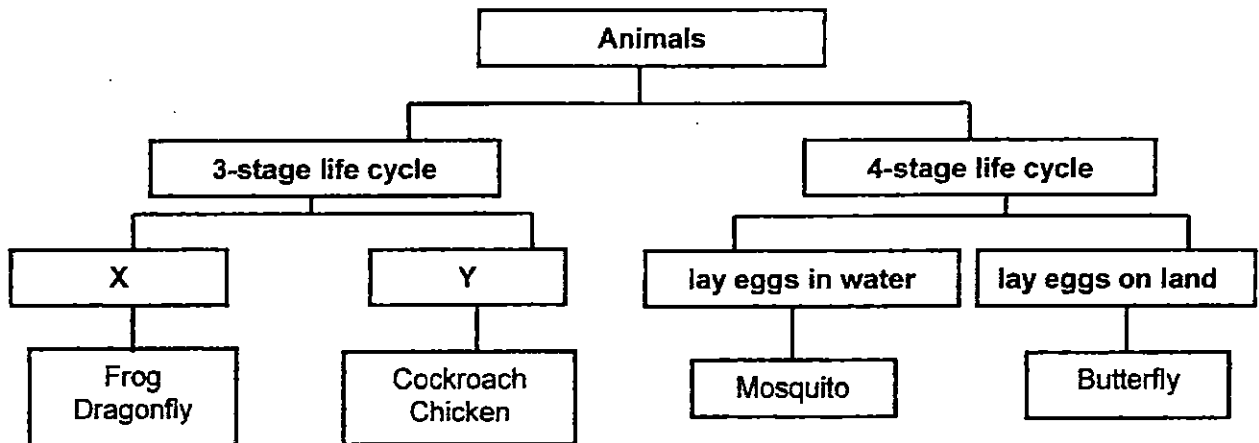 Animals
3-stage life cycle
4-stage life cycle
X
Y
lay eggs in water
lay eggs on land
Frog
Dragonfly
Cockroach
Chicken
Mosquito
Butterfly